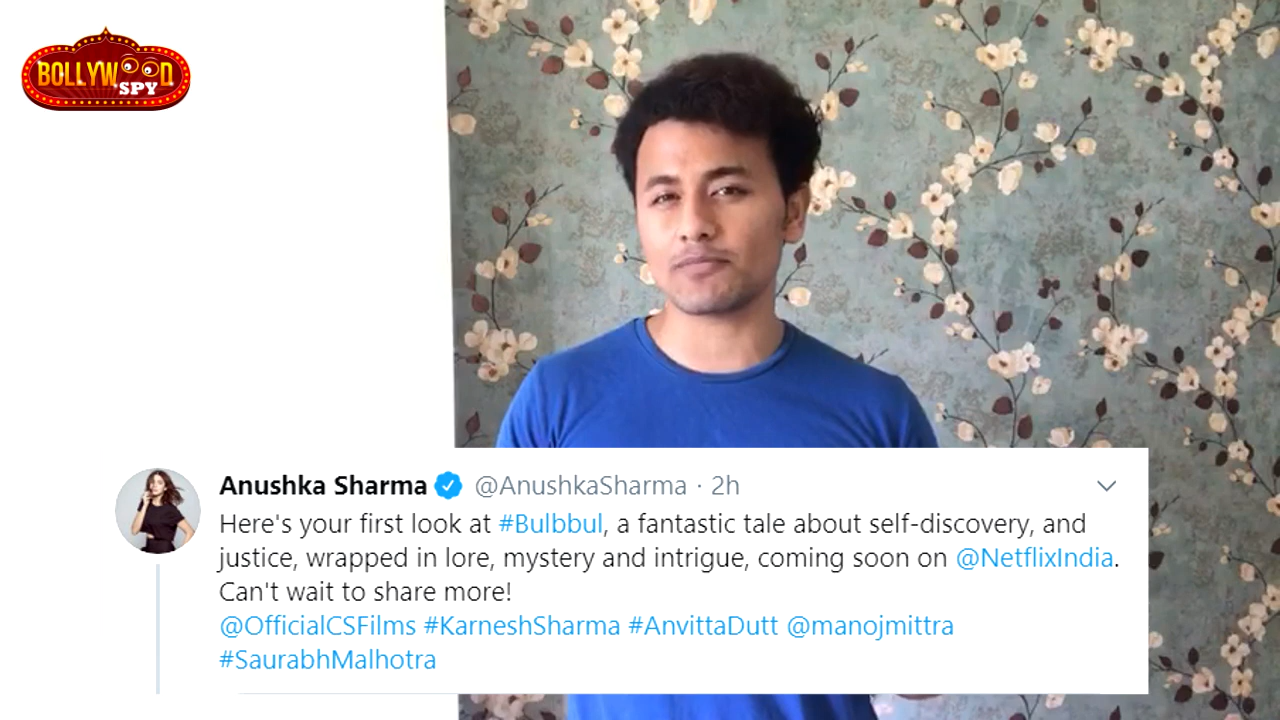 BOLLYWOOD
SPY
Anushka Sharma @AnushkaSharma · 2h
Here's your first look at #Bulbbul, a fantastic tale about self-discovery, and
justice, wrapped in lore, mystery and intrigue, coming soon on @NetflixIndia.
Can't wait to share more!
@OfficialCSFilms #KarneshSharma #AnvittaDutt @manojmittra
#SaurabhMalhotra